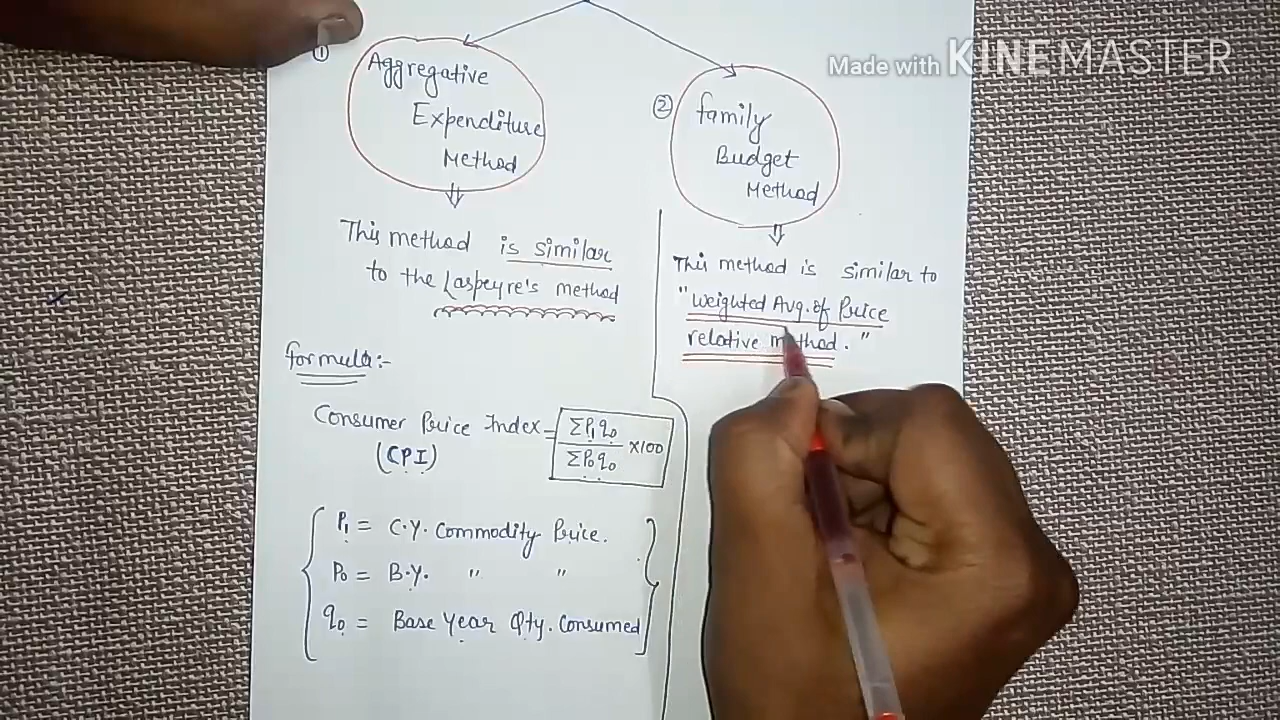 Made with KINEMASTER
①
Aggregative
Expenditure
Method
This method is similar
to the Laspeyre's method
formula:-
Consumer Price Index = ΣP₁q₀ / ΣP₀q₀ ×100
(CPI)
P₁ = C.Y. Commodity Price.
P₀ = B.Y. " "
q₀ = Base Year Qty. Consumed
②
family
Budget
Method
This method is similar to
"Weighted Avg. of Price
relative method."